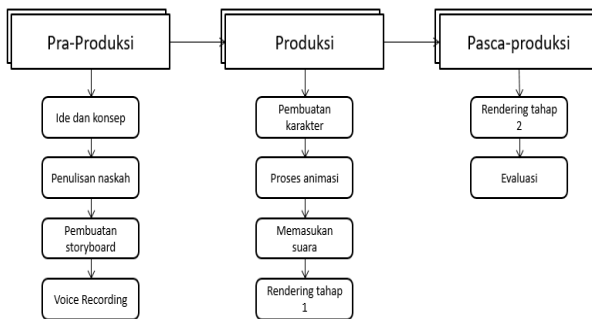 Pra-Produksi
Produksi
Pasca-produksi
Ide dan konsep
Penulisan naskah
Pembuatan
storyboard
Voice Recording
Pembuatan
karakter
Proses animasi
Memasukan
suara
Rendering tahap
1
Rendering tahap
2
Evaluasi